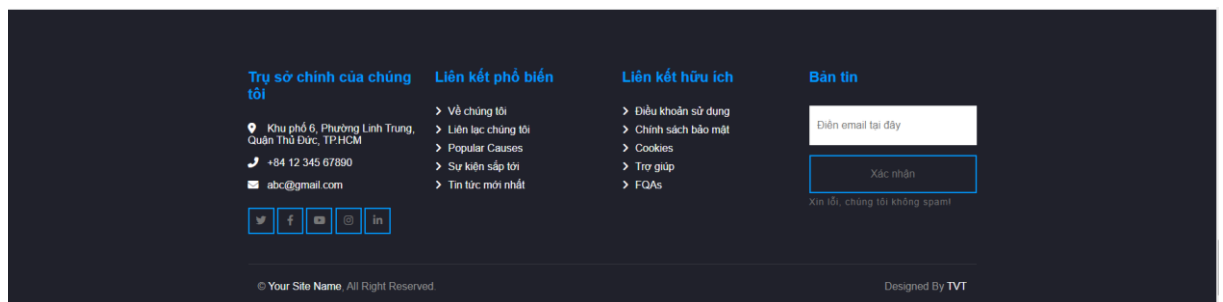 Trụ sở chính của chúng
tôi
Khu phố 6, Phường Linh Trung,
Quận Thủ Đức, TP.HCM
+84 12 345 67890
abc@gmail.com
Liên kết phổ biến
Về chúng tôi
Liên lạc chúng tôi
Popular Causes
Sự kiện sắp tới
Tin tức mới nhất
Liên kết hữu ích
Điều khoản sử dụng
Chính sách bảo mật
Cookies
Trợ giúp
FQAs
Bản tin
Điền email tại đây
Xác nhận
Xin lỗi, chúng tôi không spam!
© Your Site Name, All Right Reserved.
Designed By TVT